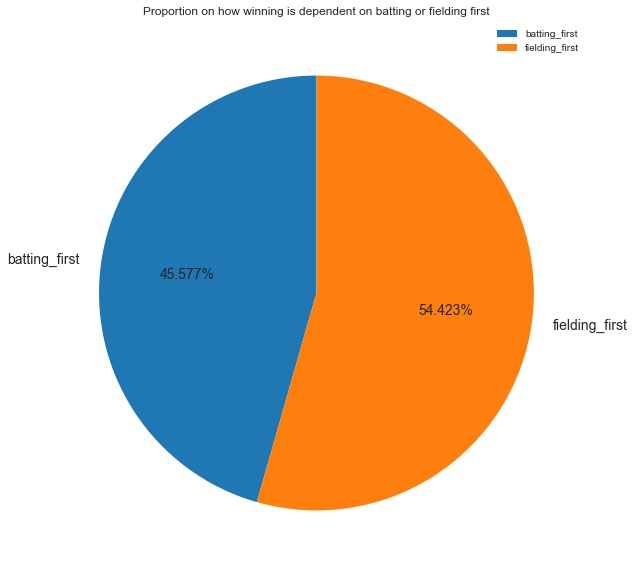 Proportion on how winning is dependent on batting or fielding first
batting_first
fielding_first
batting_first
45.577%
54.423%
fielding_first